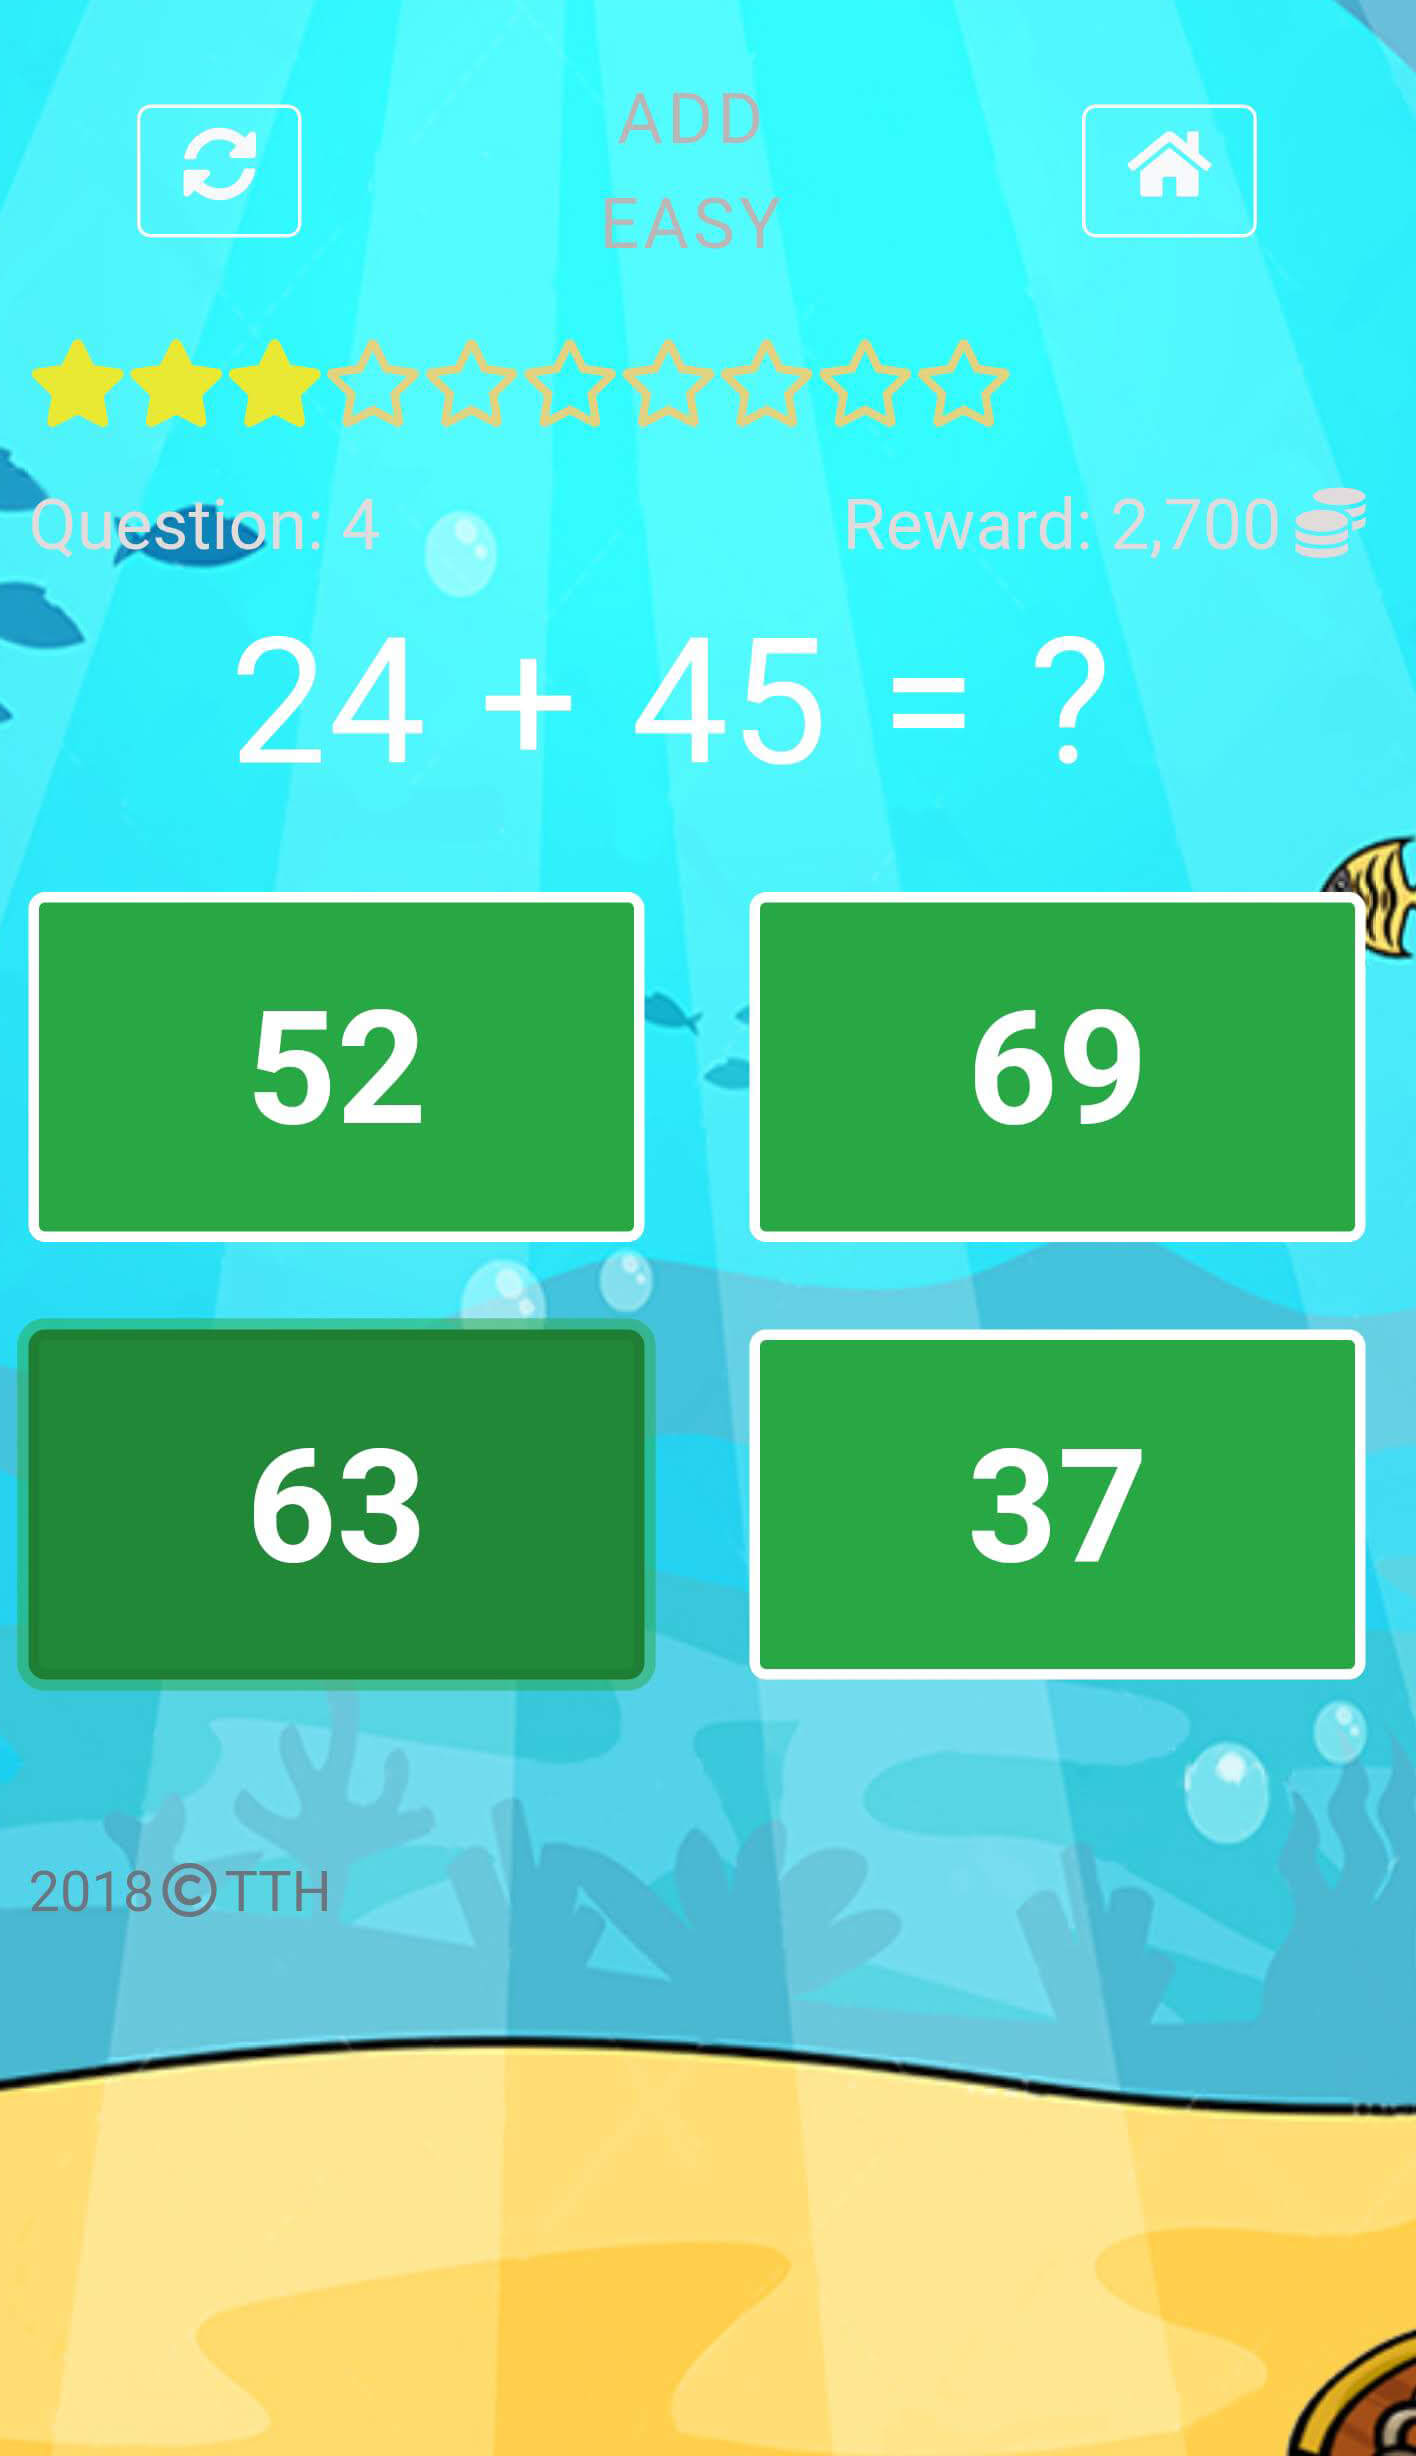 ADD
EASY
Question: 4
Reward: 2,700
24 + 45 = ?
52
69
63
37
2018©TTH